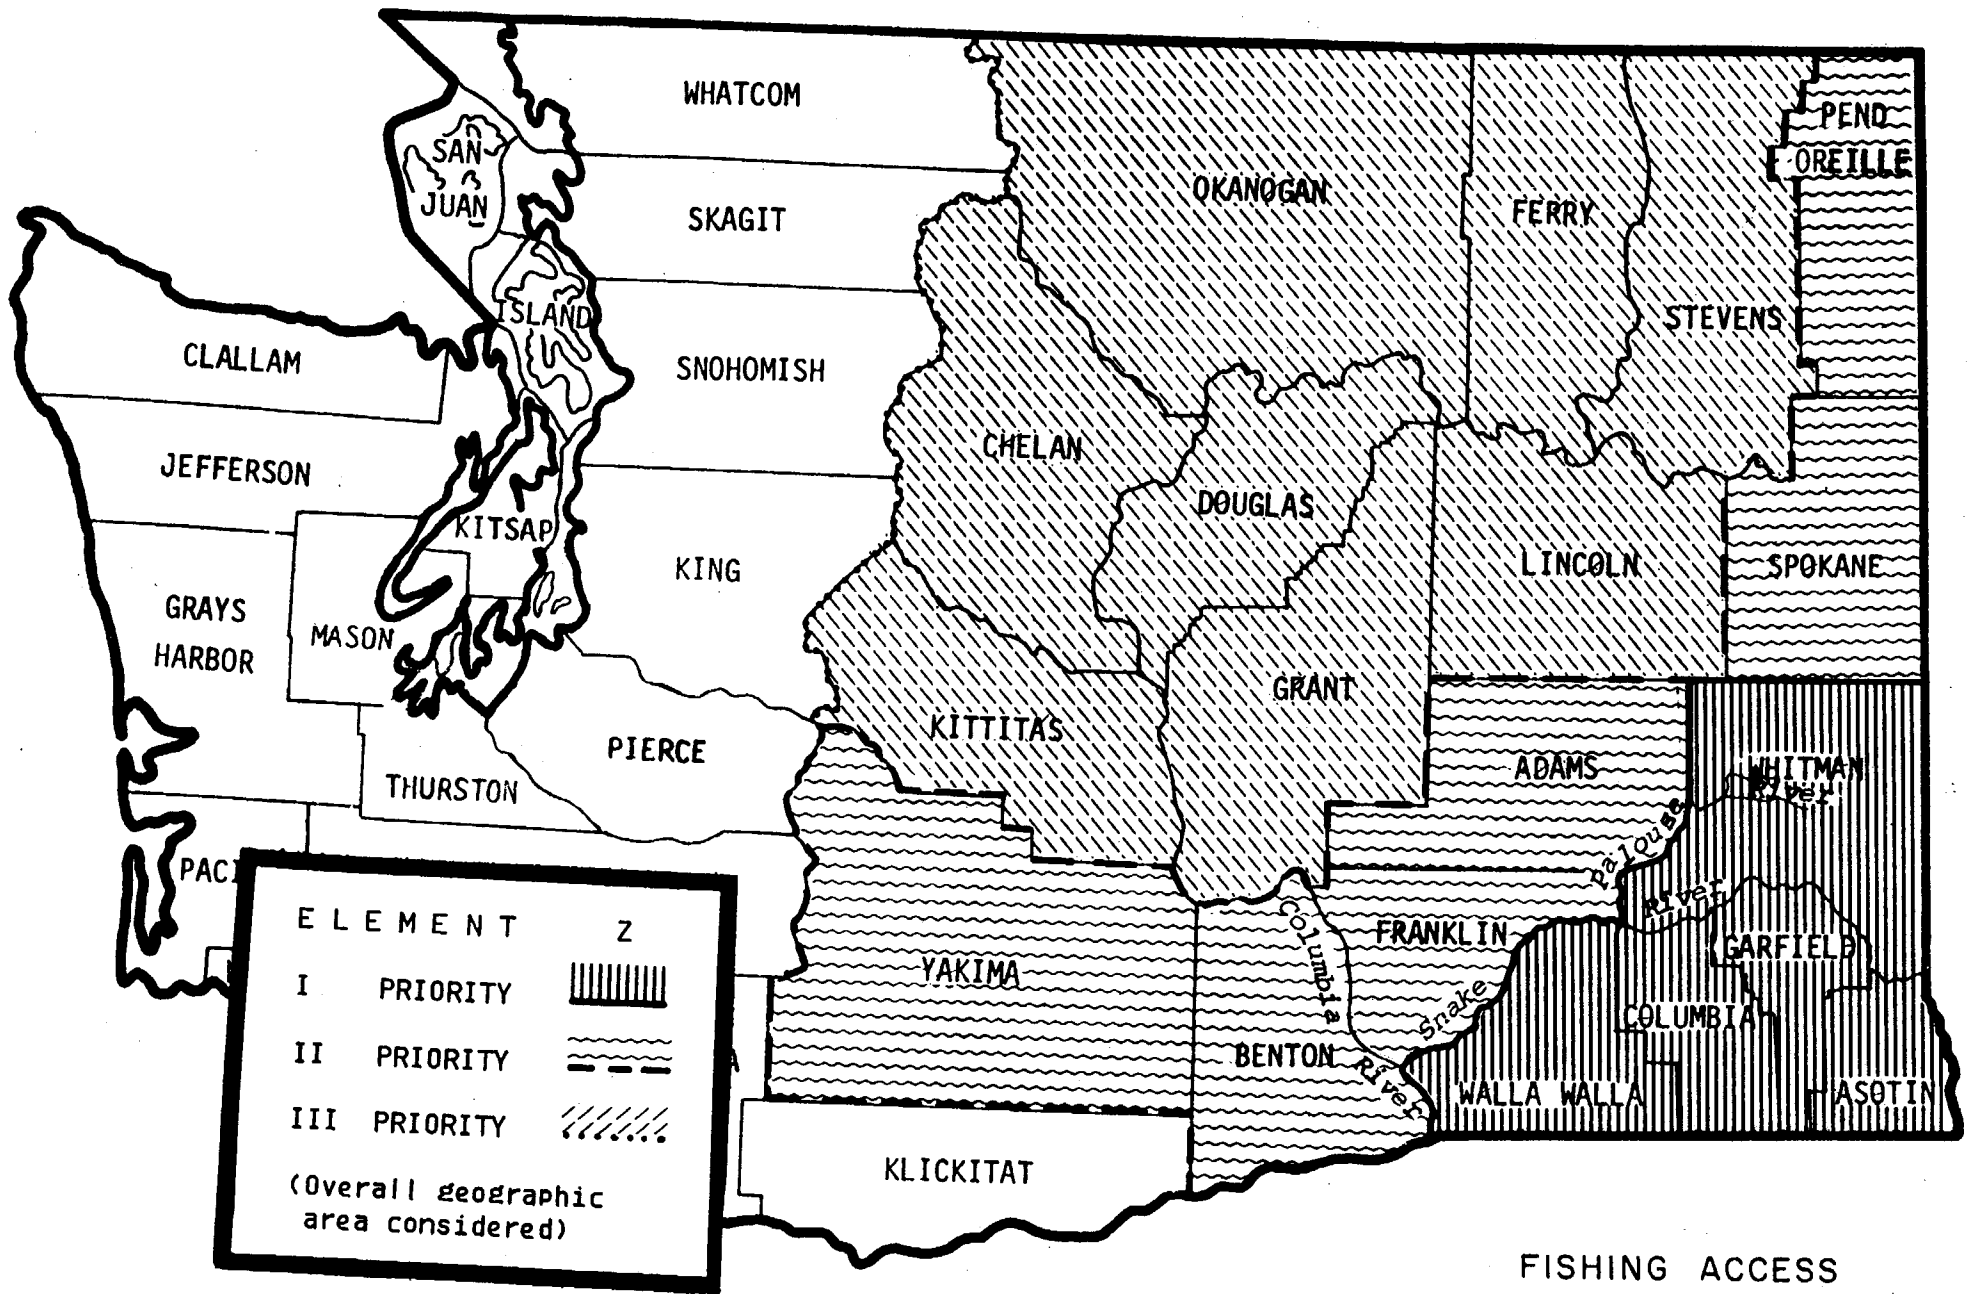 WHATCOM
SAN
JUAN
SKAGIT
ISLAND
CLALLAM
SNOHOMISH
JEFFERSON
KITSAP
KING
GRAYS
HARBOR
MASON
PIERCE
THURSTON
PACI
OKANOGAN
FERRY
STEVENS
PEND
OREILLE
CHELAN
DOUGLAS
LINCOLN
SPOKANE
GRANT
KITTITAS
ADAMS
WHITMAN
River
Palouse
River
FRANKLIN
GARFIELD
Columbia
River
YAKIMA
Snake
COLUMBIA
BENTON
WALLA WALLA
ASOTIN
KLICKITAT
A
ELEMENT Z
I PRIORITY
II PRIORITY
III PRIORITY
(Overall geographic
area considered)
FISHING ACCESS